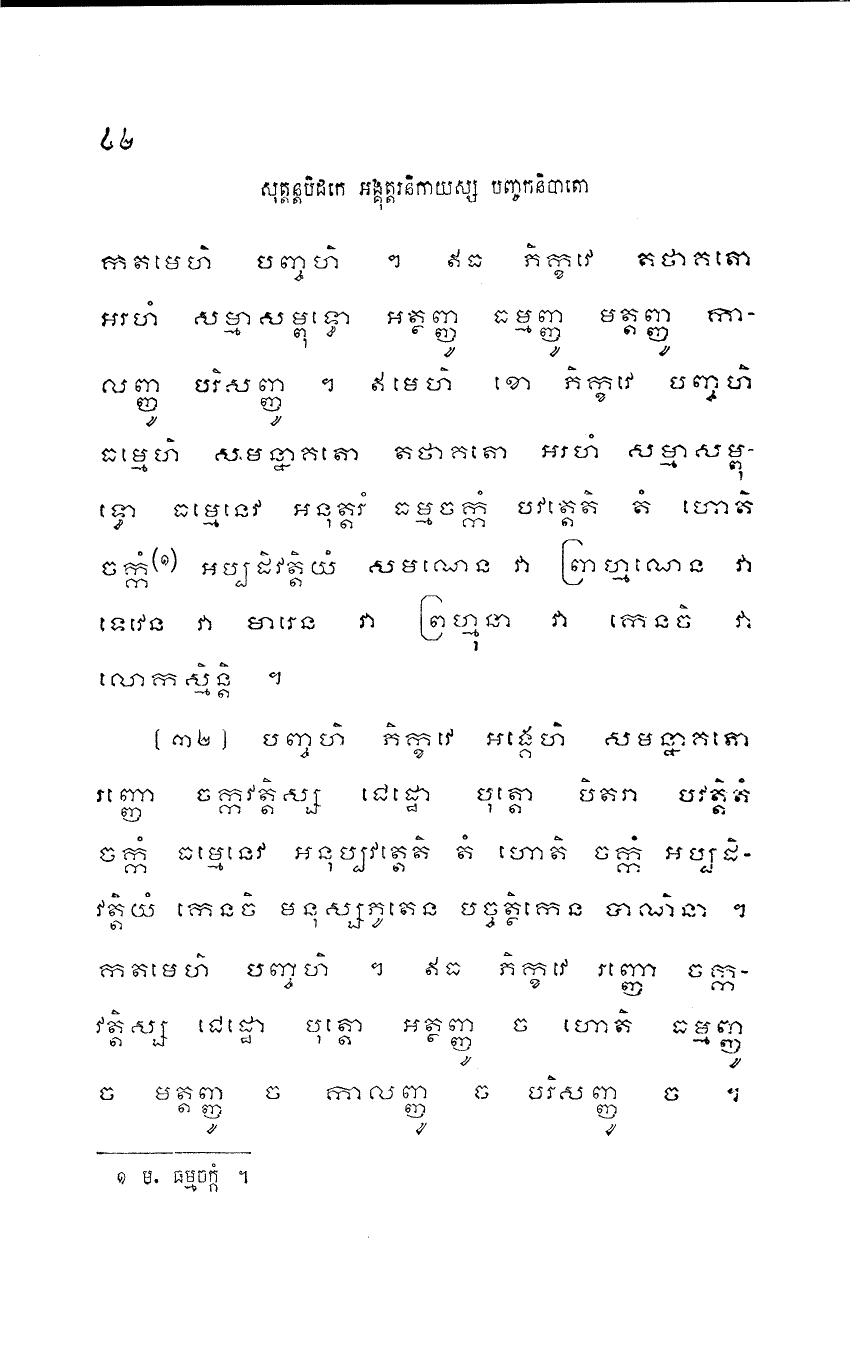 ៤២
សុត្តន្តបិដកេ អង្គុត្តរនិកាយស្ស បញ្ចកនិបាតោ
កតមេហិ បញ្ចហិ ។ ឥធ ភិក្ខវេ តថាគតោ
អរហំ សម្មាសម្ពុទ្ធោ អត្ថញ្ញូ ធម្មញ្ញូ មត្តញ្ញូ កា-
លញ្ញូ បរិសញ្ញូ ។ ឥមេហិ ខោ ភិក្ខវេ បញ្ចហិ
ធម្មេហិ សមន្នាគតោ តថាគតោ អរហំ សម្មាសម្ពុ-
ទ្ធោ ធម្មេនេវ អនុត្តរំ ធម្មចក្កំ បវត្តេតិ តំ ហោតិ
ចក្កំ(១) អប្បដិវត្តិយំ សមណេន វា ព្រាហ្មណេន វា
ទេវេន វា មារេន វា ព្រហ្មុនា វា កេនចិ វា
លោកស្មិន្តិ ។
[៣២] បញ្ចហិ ភិក្ខវេ អង្គេហិ សមន្នាគតោ
រញ្ញោ ចក្កវត្តិស្ស ជេដ្ឋោ បុត្តោ បិតរា បវត្តិតំ
ចក្កំ ធម្មេនេវ អនុប្បវត្តេតិ តំ ហោតិ ចក្កំ អប្បដិ-
វត្តិយំ កេនចិ មនុស្សភូតេន បច្ចត្ថិកេន បាណិនា ។
កតមេហិ បញ្ចហិ ។ ឥធ ភិក្ខវេ រញ្ញោ ចក្ក-
វត្តិស្ស ជេដ្ឋោ បុត្តោ អត្ថញ្ញូ ច ហោតិ ធម្មញ្ញូ
ច មត្តញ្ញូ ច កាលញ្ញូ ច បរិសញ្ញូ ច ។
១ ម. ធម្មចក្កំ ។